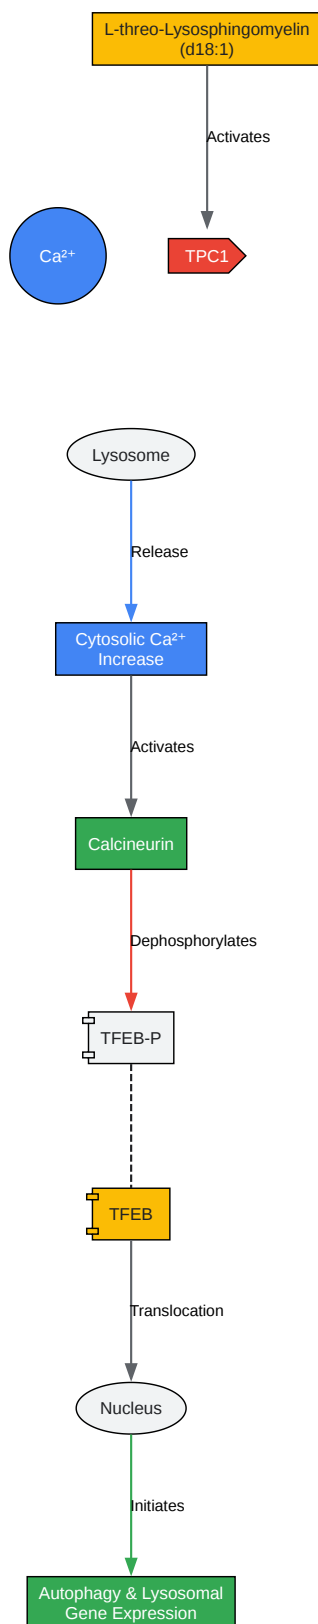 L-threo-Lysosphingomyelin
(d18:1)
Activates
Ca²⁺
TPC1
Lysosome
Release
Cytosolic Ca²⁺
Increase
Activates
Calcineurin
Dephosphorylates
TFEB-P
TFEB
Translocation
Nucleus
Initiates
Autophagy & Lysosomal
Gene Expression